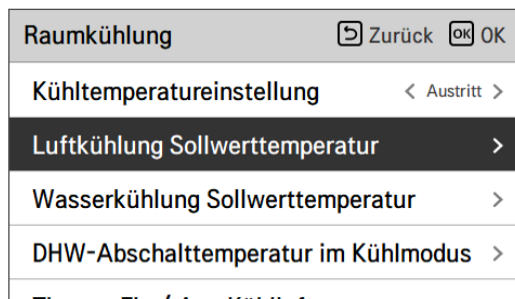 Raumkühlung Zurück OK OK
Kühltemperatureinstellung < Austritt >
Luftkühlung Sollwerttemperatur >
Wasserkühlung Sollwerttemperatur >
DHW-Abschalttemperatur im Kühlmodus >